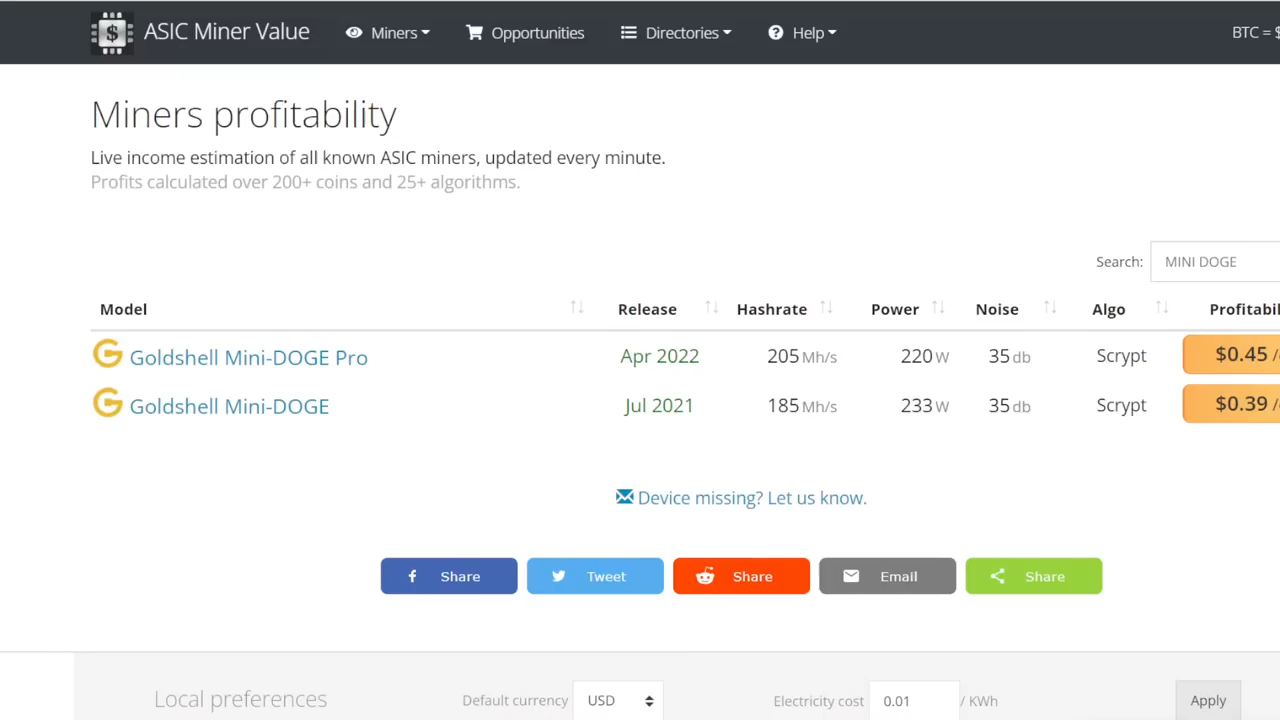 ASIC Miner Value Miners Opportunities Directories Help BTC = $
Miners profitability
Live income estimation of all known ASIC miners, updated every minute.
Profits calculated over 200+ coins and 25+ algorithms.
Search: MINI DOGE
Model Release Hashrate Power Noise Algo Profitabil
Goldshell Mini-DOGE Pro Apr 2022 205 Mh/s 220 W 35 db Scrypt $0.45 /
Goldshell Mini-DOGE Jul 2021 185 Mh/s 233 W 35 db Scrypt $0.39 /
Device missing? Let us know.
Share Tweet Share Email Share
Local preferences Default currency USD Electricity cost 0.01 / KWh Apply